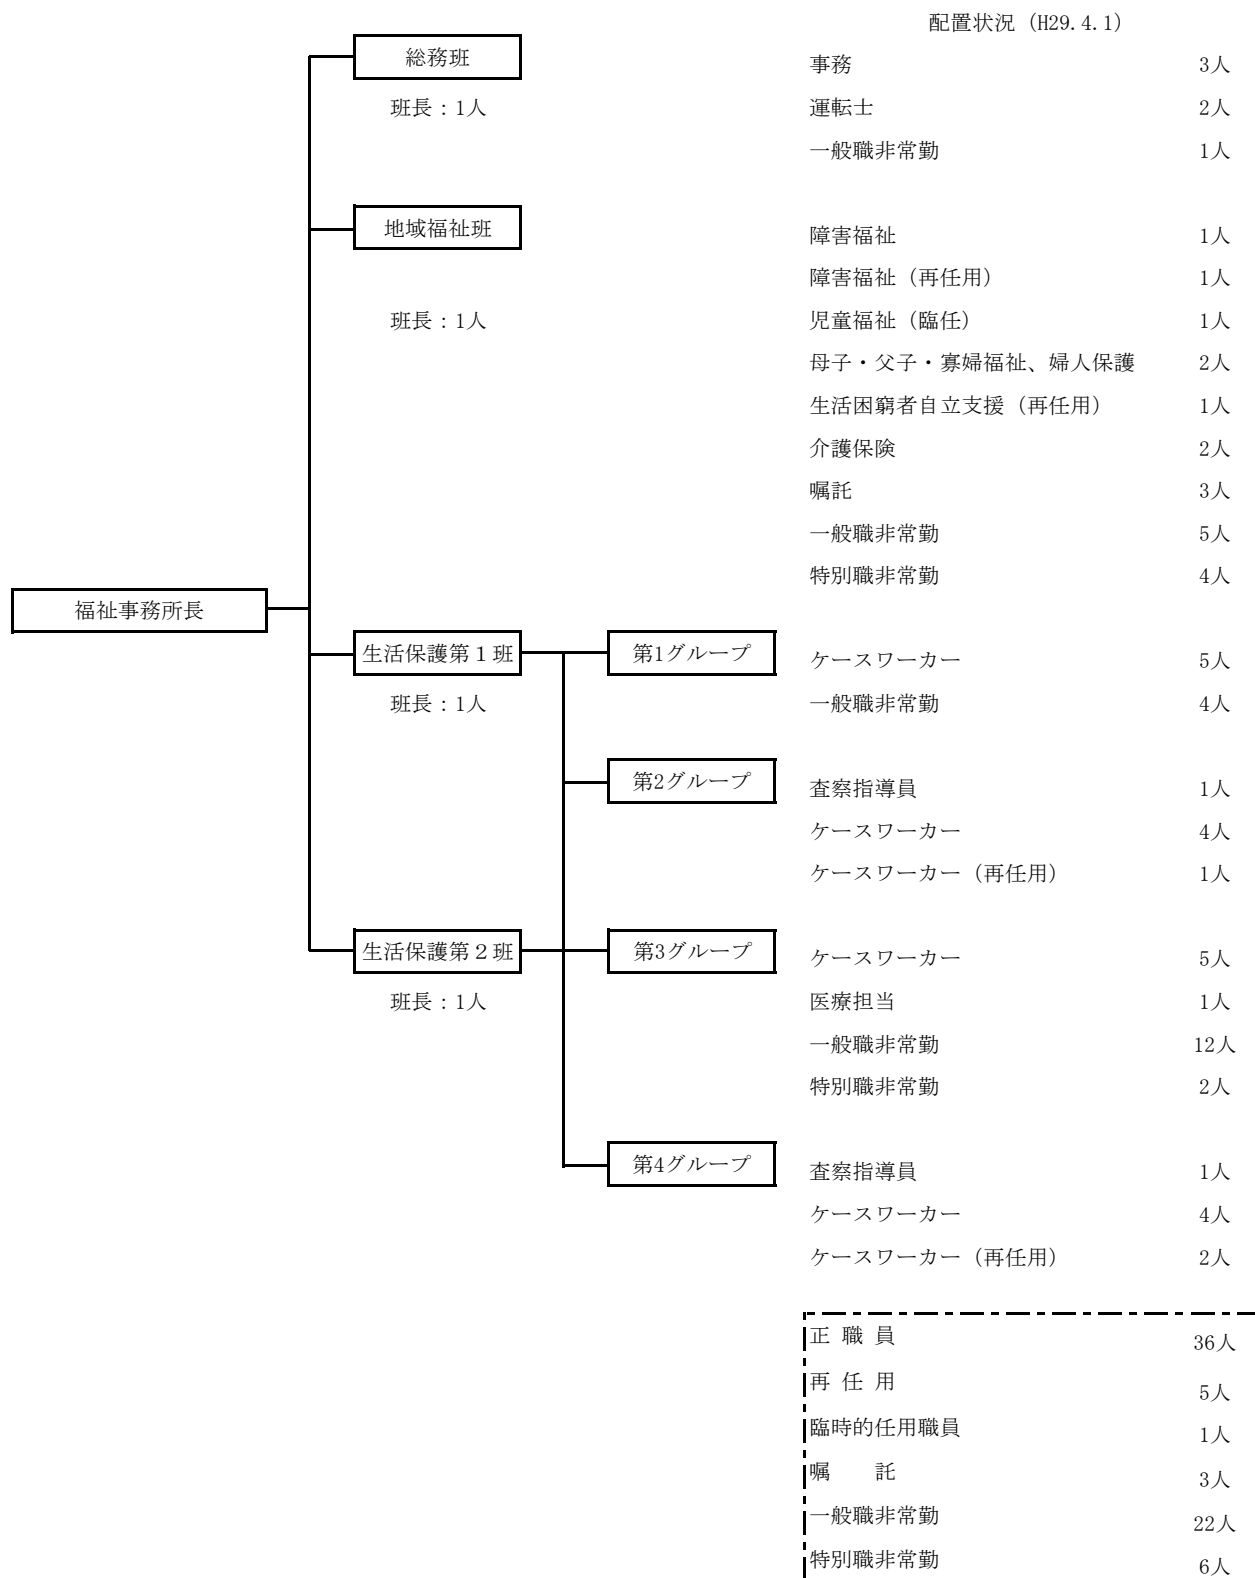 配置状況 (H29.4.1)
総務班
事務 3人
班長：1人
運転士 2人
一般職非常勤 1人
地域福祉班
障害福祉 1人
障害福祉（再任用） 1人
班長：1人
児童福祉（臨任） 1人
母子・父子・寡婦福祉、婦人保護 2人
生活困窮者自立支援（再任用） 1人
介護保険 2人
嘱託 3人
一般職非常勤 5人
特別職非常勤 4人
福祉事務所長
生活保護第１班
第1グループ
ケースワーカー 5人
班長：1人
一般職非常勤 4人
第2グループ
査察指導員 1人
ケースワーカー 4人
ケースワーカー（再任用） 1人
生活保護第２班
第3グループ
ケースワーカー 5人
班長：1人
医療担当 1人
一般職非常勤 12人
特別職非常勤 2人
第4グループ
査察指導員 1人
ケースワーカー 4人
ケースワーカー（再任用） 2人
正 職 員 36人
再 任 用 5人
臨時的任用職員 1人
嘱　　託 3人
一般職非常勤 22人
特別職非常勤 6人